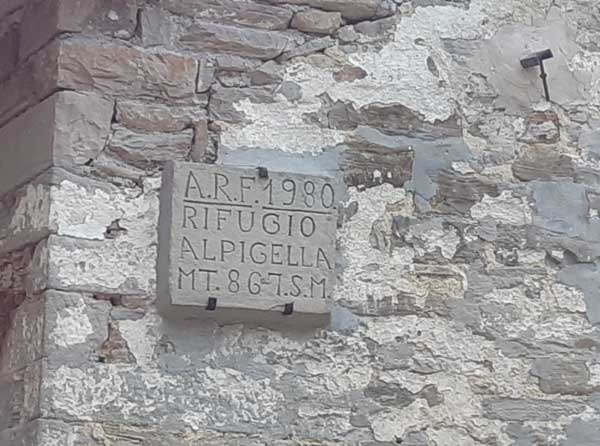 A.R.F.1980.
RIFUGIO
ALPIGELLA
MT. 867.S.M.